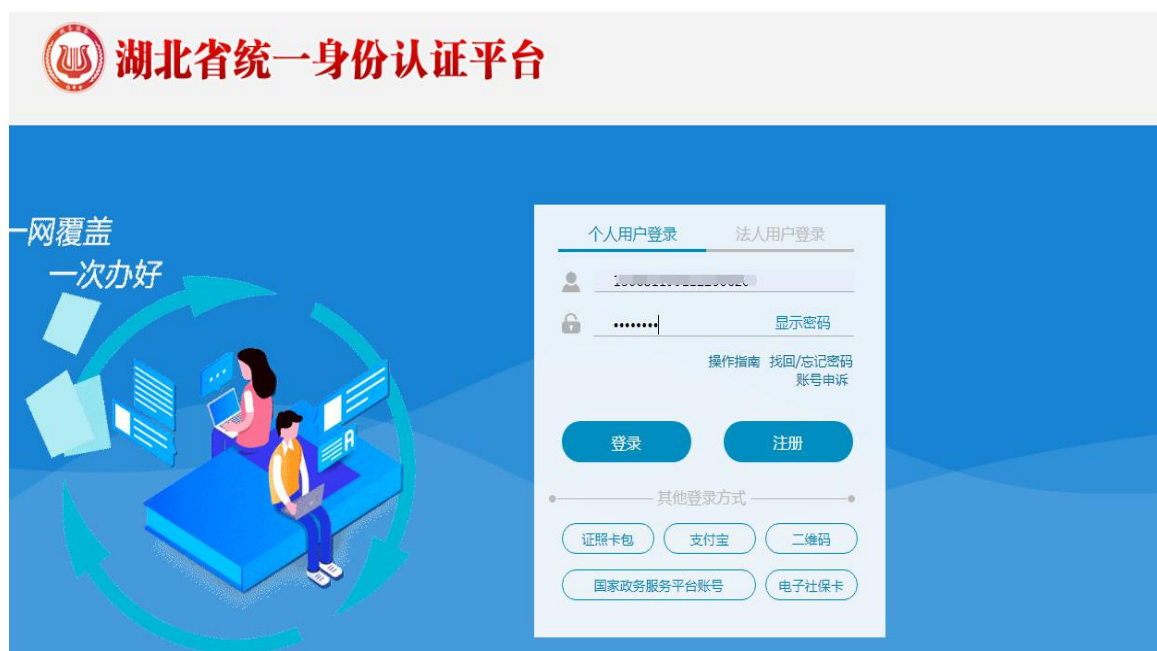 湖北省统一身份认证平台
一网覆盖
一次办好
个人用户登录 法人用户登录
•••••••• 显示密码
操作指南 找回/忘记密码
账号申诉
登录 注册
其他登录方式
证照卡包 支付宝 二维码
国家政务服务平台账号 电子社保卡